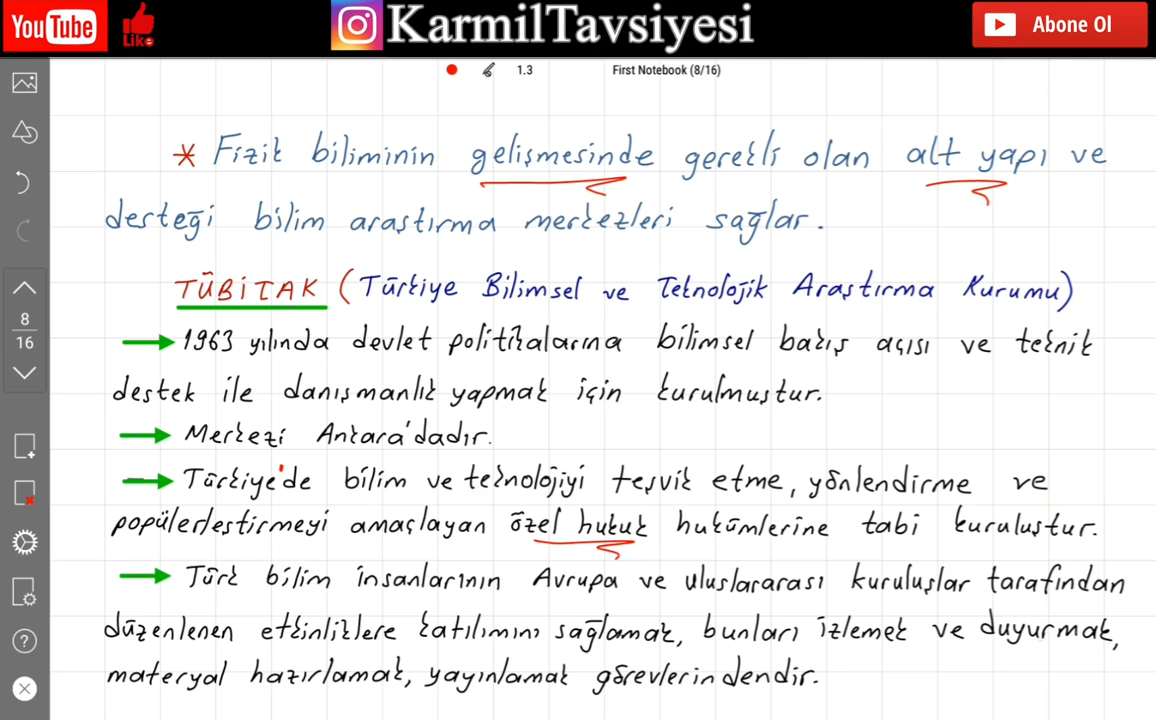 YouTube Like KarmilTavsiyesi Abone Ol
1.3 First Notebook (8/16)
* Fizik biliminin gelişmesinde gerekli olan alt yapı ve
desteği bilim araştırma merkezleri sağlar.
TÜBİTAK (Türkiye Bilimsel ve Teknolojik Araştırma Kurumu)
→ 1963 yılında devlet politikalarına bilimsel bakış açısı ve teknik
destek ile danışmanlık yapmak için kurulmuştur.
→ Merkezi Ankara'dadır.
→ Türkiye'de bilim ve teknolojiyi teşvik etme, yönlendirme ve
popülerleştirmeyi amaçlayan özel hukuk hukümlerine tabi kuruluştur.
→ Türk bilim insanlarının Avrupa ve uluslararası kuruluşlar tarafından
düzenlenen etkinliklere katılımını sağlamak, bunları izlemek ve duyurmak,
materyal hazırlamak, yayınlamak görevlerindendir.
8
16